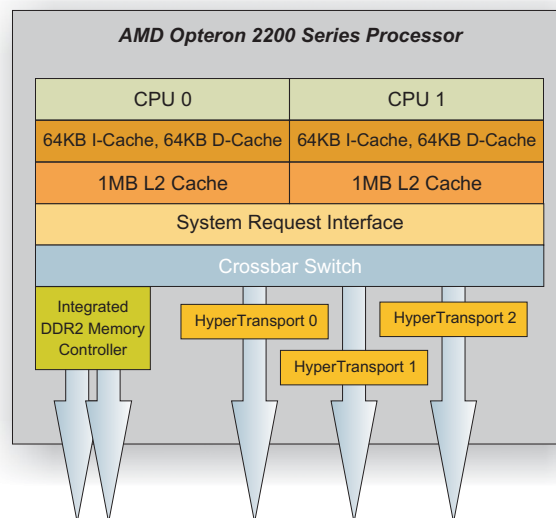 AMD Opteron 2200 Series Processor
CPU 0
CPU 1
64KB I-Cache, 64KB D-Cache
64KB I-Cache, 64KB D-Cache
1MB L2 Cache
1MB L2 Cache
System Request Interface
Crossbar Switch
Integrated
DDR2 Memory
Controller
HyperTransport 0
HyperTransport 1
HyperTransport 2